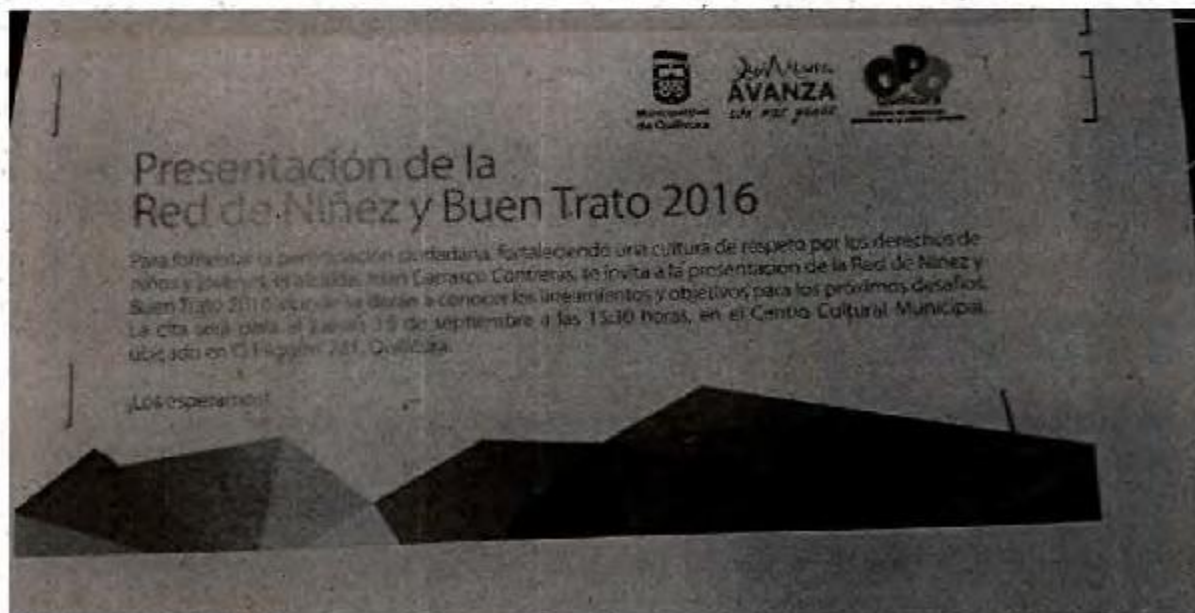 Municipalidad
de Quilicura
Quilicura
AVANZA
OPD
Quilicura
Presentación de la
Red de Niñez y Buen Trato 2016
Para fomentar la participación ciudadana, fortaleciendo una cultura de respeto por los derechos de
niños y jóvenes, el alcalde, Juan Carrasco Contreras, te invita a la presentación de la Red de Niñez y
Buen Trato 2016 donde se darán a conocer los lineamientos y objetivos para los próximos desafíos.
La cita será para el jueves 15 de septiembre a las 15:30 horas, en el Centro Cultural Municipal,
ubicado en O'Higgins 281, Quilicura.
¡Los esperamos!